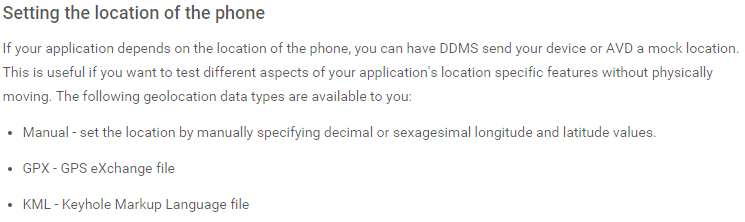 Setting the location of the phone
If your application depends on the location of the phone, you can have DDMS send your device or AVD a mock location.
This is useful if you want to test different aspects of your application's location specific features without physically
moving. The following geolocation data types are available to you:
• Manual - set the location by manually specifying decimal or sexagesimal longitude and latitude values.
• GPX - GPS eXchange file
• KML - Keyhole Markup Language file